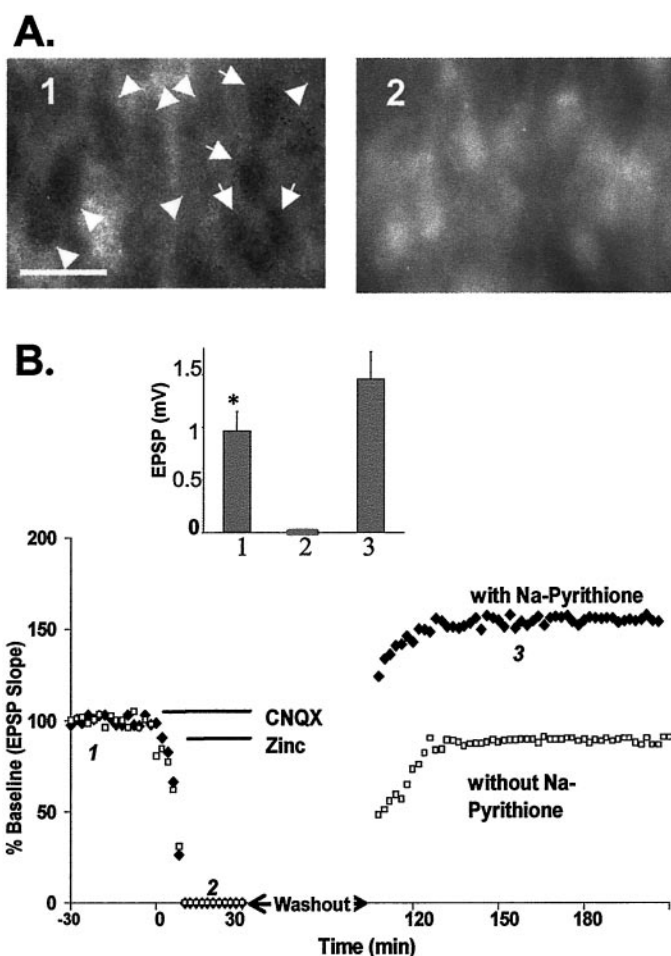 A.
1
2
B.
EPSP (mV)
1.5
1
0.5
0
*
1
2
3
% Baseline (EPSP Slope)
200
150
100
50
0
with Na-Pyrithione
3
CNQX
Zinc
1
without Na-
Pyrithione
2
Washout
-30
0
30
120
150
180
Time (min)